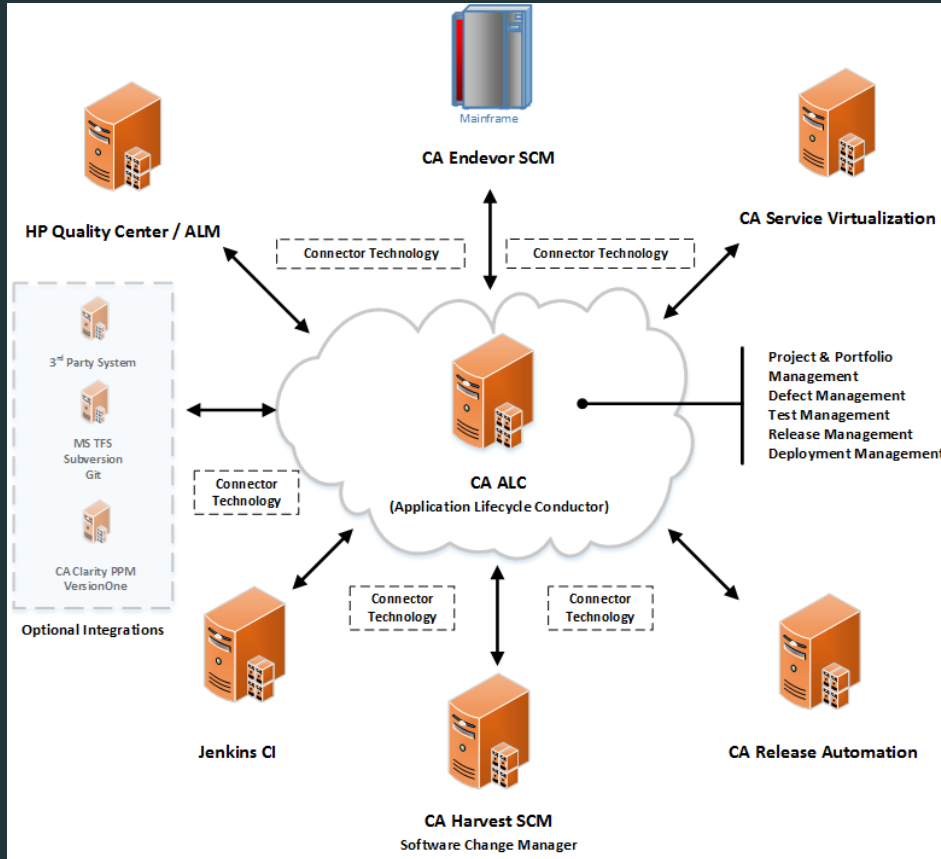 Mainframe
CA Endevor SCM
HP Quality Center / ALM
CA Service Virtualization
Connector Technology
Connector Technology
3rd Party System
MS TFS
Subversion
Git
CA Clarity PPM
VersionOne
Optional Integrations
Connector
Technology
CA ALC
(Application Lifecycle Conductor)
Project & Portfolio
Management
Defect Management
Test Management
Release Management
Deployment Management
Connector
Technology
Connector
Technology
Jenkins CI
CA Release Automation
CA Harvest SCM
Software Change Manager